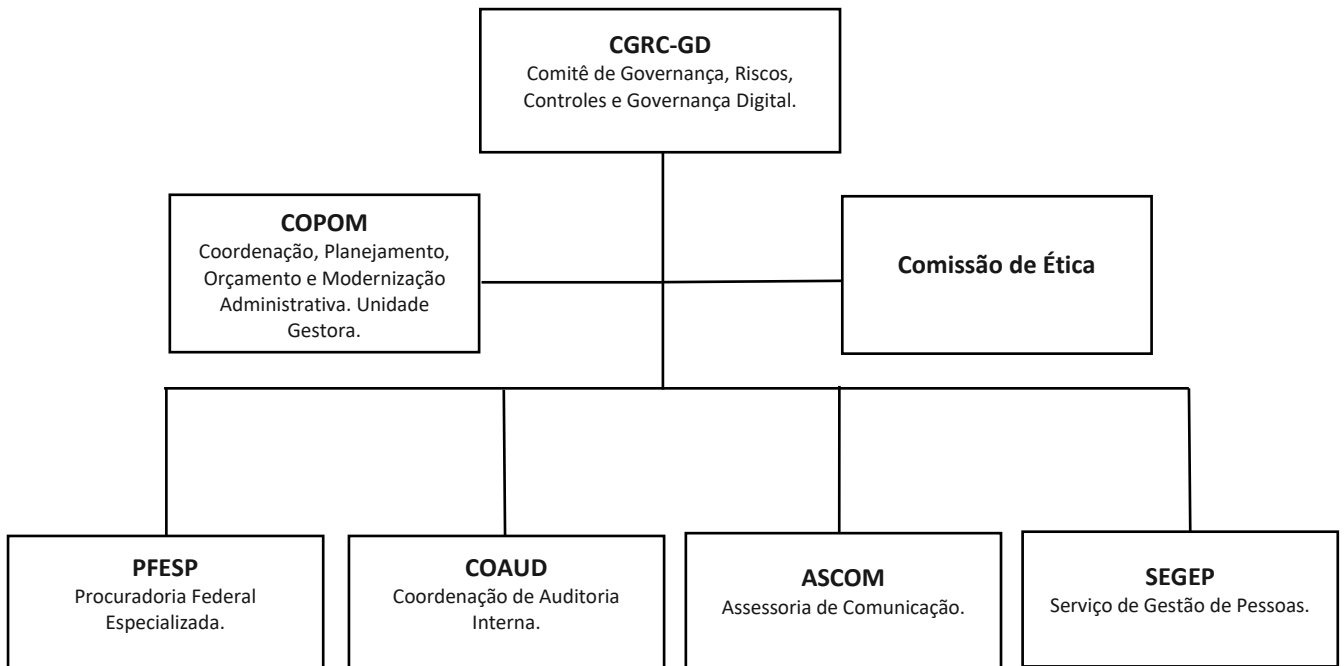 CGRC-GD
Comitê de Governança, Riscos,
Controles e Governança Digital.
COPOM
Coordenação, Planejamento,
Orçamento e Modernização
Administrativa. Unidade
Gestora.
Comissão de Ética
PFESP
Procuradoria Federal
Especializada.
COAUD
Coordenação de Auditoria
Interna.
ASCOM
Assessoria de Comunicação.
SEGEP
Serviço de Gestão de Pessoas.